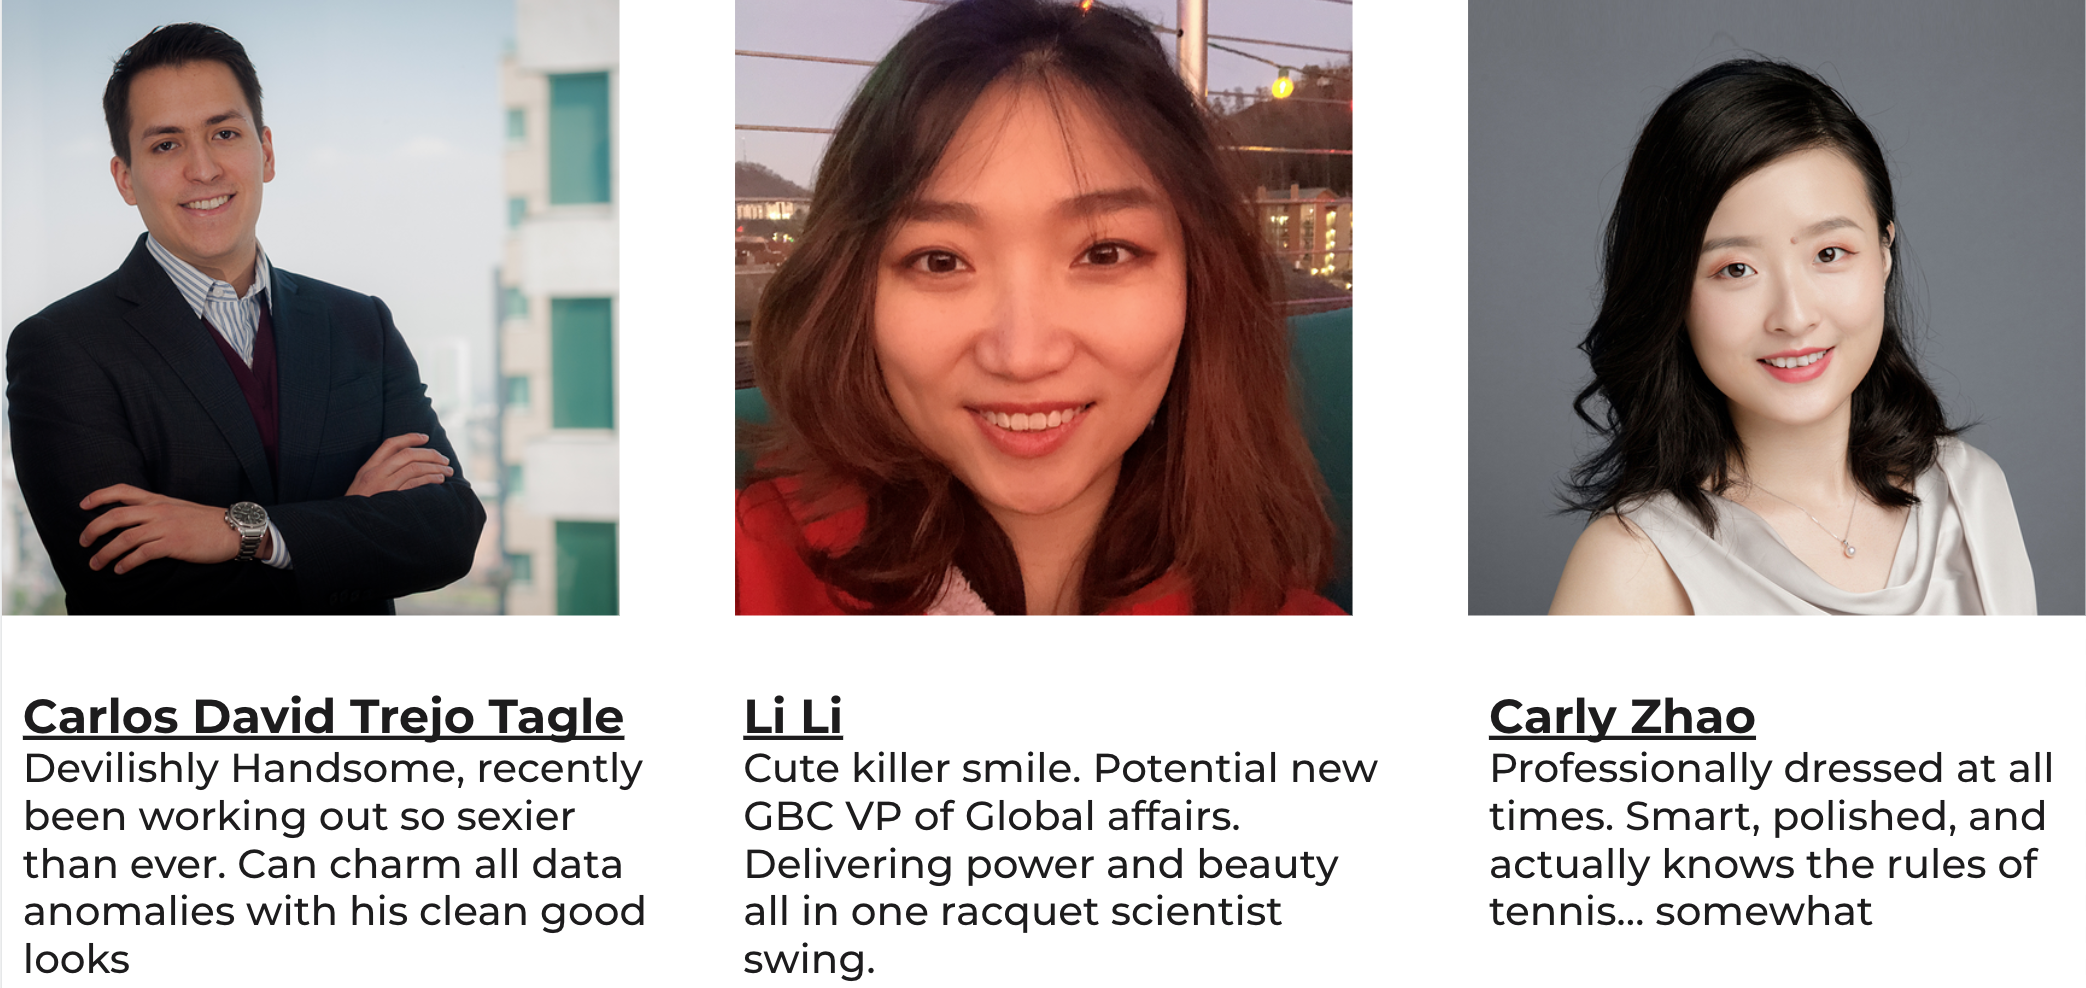 Carlos David Trejo Tagle
Devilishly Handsome, recently
been working out so sexier
than ever. Can charm all data
anomalies with his clean good
looks
Li Li
Cute killer smile. Potential new
GBC VP of Global affairs.
Delivering power and beauty
all in one racquet scientist
swing.
Carly Zhao
Professionally dressed at all
times. Smart, polished, and
actually knows the rules of
tennis... somewhat